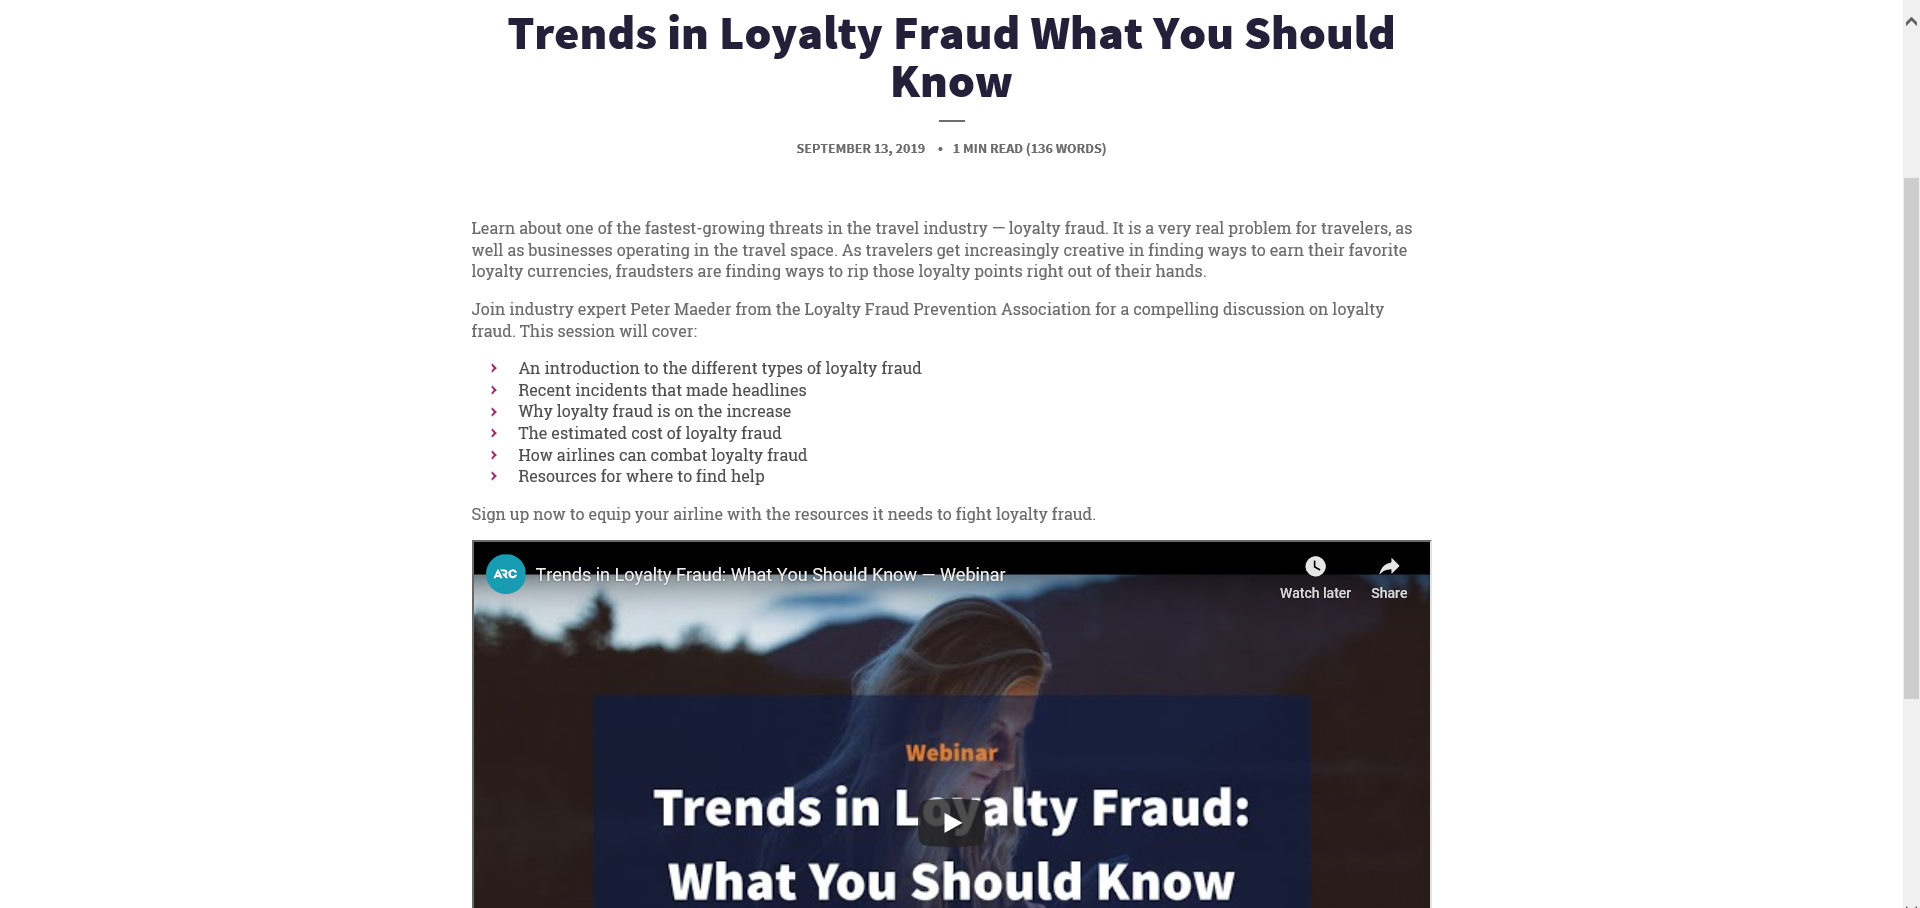 Trends in Loyalty Fraud What You Should
Know
SEPTEMBER 13, 2019 • 1 MIN READ (136 WORDS)
Learn about one of the fastest-growing threats in the travel industry — loyalty fraud. It is a very real problem for travelers, as
well as businesses operating in the travel space. As travelers get increasingly creative in finding ways to earn their favorite
loyalty currencies, fraudsters are finding ways to rip those loyalty points right out of their hands.
Join industry expert Peter Maeder from the Loyalty Fraud Prevention Association for a compelling discussion on loyalty
fraud. This session will cover:
An introduction to the different types of loyalty fraud
Recent incidents that made headlines
Why loyalty fraud is on the increase
The estimated cost of loyalty fraud
How airlines can combat loyalty fraud
Resources for where to find help
Sign up now to equip your airline with the resources it needs to fight loyalty fraud.
ARC Trends in Loyalty Fraud: What You Should Know — Webinar
Watch later Share
Webinar
Trends in Loyalty Fraud:
What You Should Know